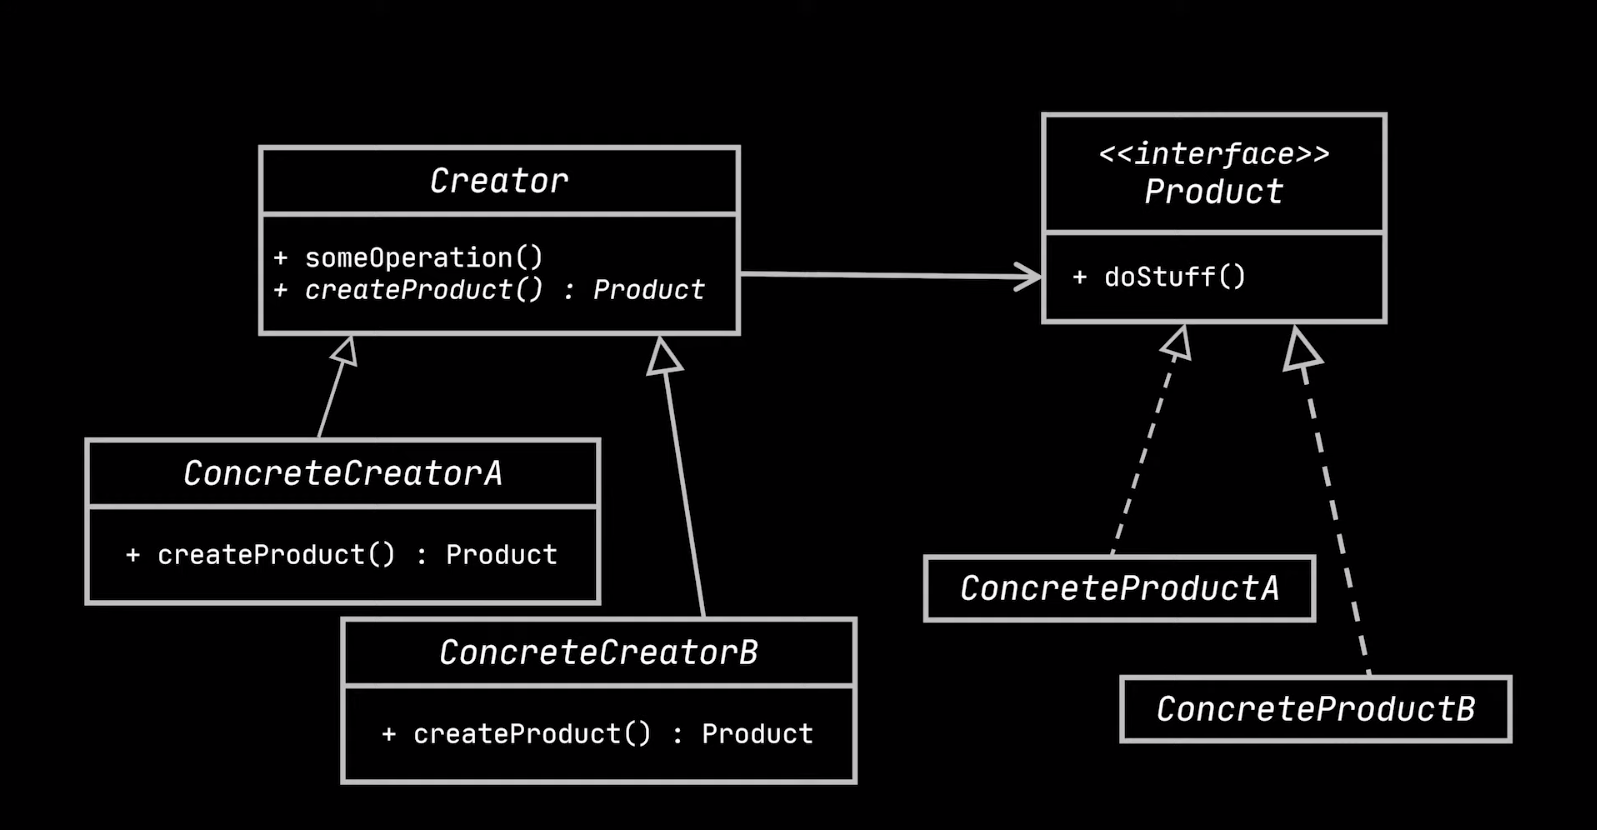 Creator
+ someOperation()
+ createProduct() : Product
<<interface>>
Product
+ doStuff()
ConcreteCreatorA
+ createProduct() : Product
ConcreteCreatorB
+ createProduct() : Product
ConcreteProductA
ConcreteProductB